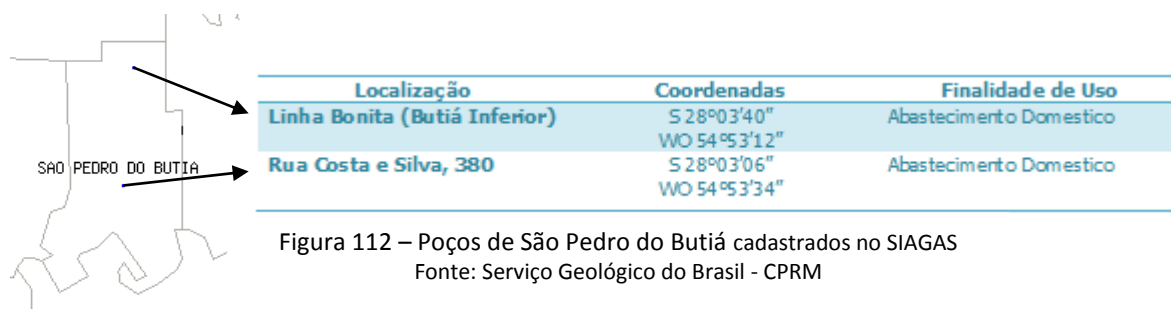 Localização Coordenadas Finalidade de Uso
Linha Bonita (Butiá Inferior) S 28º03'40" Abastecimento Domestico
WO 54º53'12"
SAO PEDRO DO BUTIA
Rua Costa e Silva, 380 S 28º03'06" Abastecimento Domestico
WO 54º53'34"
Figura 112 – Poços de São Pedro do Butiá cadastrados no SIAGAS
Fonte: Serviço Geológico do Brasil - CPRM